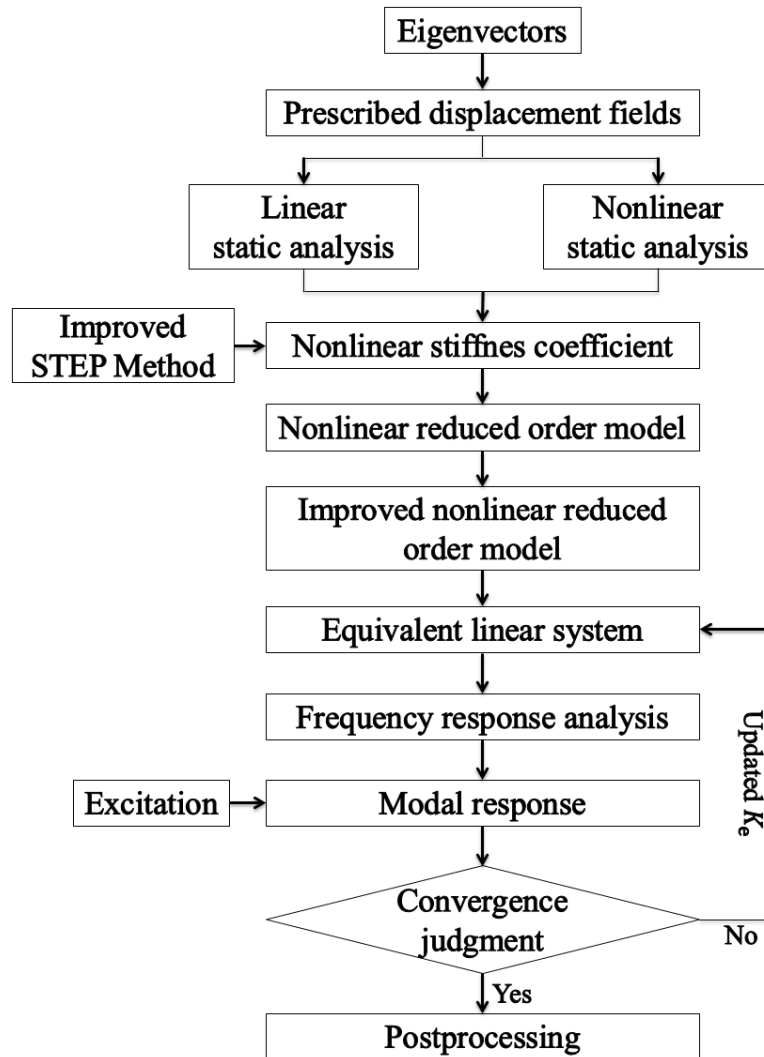 Eigenvectors
Prescribed displacement fields
Linear
static analysis
Nonlinear
static analysis
Improved
STEP Method
Nonlinear stiffnes coefficient
Nonlinear reduced order model
Improved nonlinear reduced
order model
Equivalent linear system
Frequency response analysis
Updated Ke
Excitation
Modal response
Convergence
judgment
No
Yes
Postprocessing